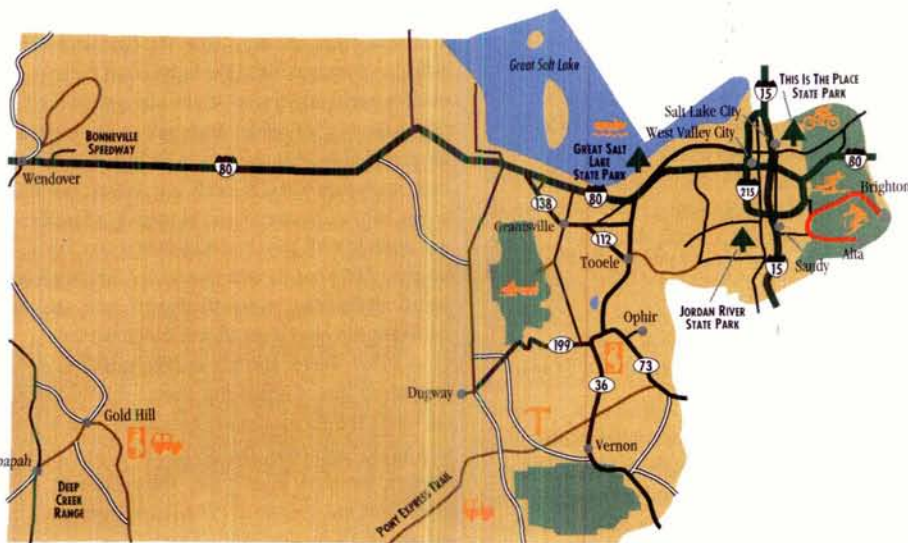 Great Salt Lake
15
THIS IS THE PLACE
STATE PARK
Salt Lake City
West Valley City
BONNEVILLE
SPEEDWAY
GREAT SALT
LAKE
STATE PARK
80
Wendover
80
80
215
Brighton
138
Grantsville
112
Tooele
Alta
Sandy
15
JORDAN RIVER
STATE PARK
Ophir
199
73
36
Dugway
Gold Hill
Vernon
apah
DEEP
CREEK
RANGE
PONY EXPRESS TRAIL